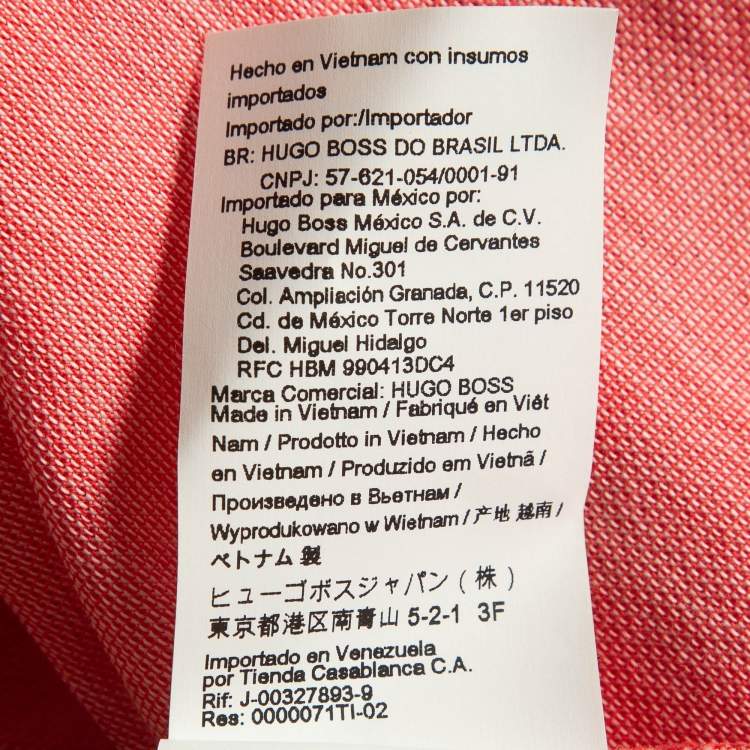 Hecho en Vietnam con insumos
importados
Importado por:/Importador
BR: HUGO BOSS DO BRASIL LTDA.
CNPJ: 57-621-054/0001-91
Importado para México por:
Hugo Boss México S.A. de C.V.
Boulevard Miguel de Cervantes
Saavedra No.301
Col. Ampliación Granada, C.P. 11520
Cd. de México Torre Norte 1er piso
Del. Miguel Hidalgo
RFC HBM 990413DC4
Marca Comercial: HUGO BOSS
Made in Vietnam / Fabriqué en Viêt
Nam / Prodotto in Vietnam / Hecho
en Vietnam / Produzido em Vietnã /
Произведено в Вьетнам /
Wyprodukowano w Wietnam / 产地 越南 /
ベトナム 製
ヒューゴボスジャパン ( 株 )
東京都港区南青山 5-2-1 3F
Importado en Venezuela
por Tienda Casablanca C.A.
Rif: J-00327893-9
Res: 0000071TI-02